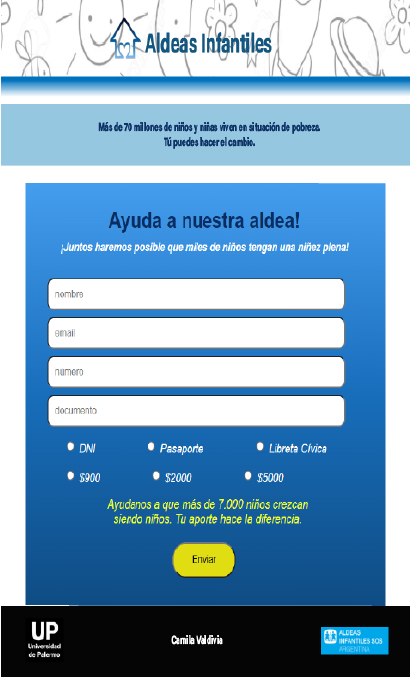 Aldeas Infantiles
Más de 70 millones de niños y niñas viven en situación de pobreza.
Tú puedes hacer el cambio.
Ayuda a nuestra aldea!
¡Juntos haremos posible que miles de niños tengan una niñez plena!
nombre
email
número
documento
DNI Pasaporte Libreta Cívica
$900 $2000 $5000
Ayudanos a que más de 7.000 niños crezcan
siendo niños. Tu aporte hace la diferencia.
Enviar
UP
Universidad
de Palermo
Camila Valdivia
ALDEAS
INFANTILES SOS
ARGENTINA